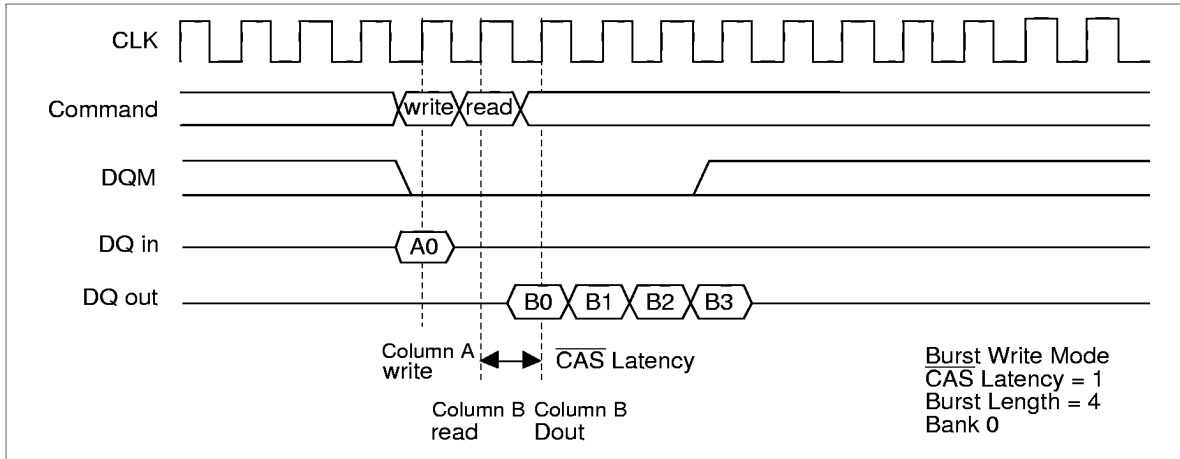 CLK
Command
write
read
DQM
DQ in
A0
DQ out
B0
B1
B2
B3
Column A
write
CAS Latency
Column B
read
Column B
Dout
Burst Write Mode
CAS Latency = 1
Burst Length = 4
Bank 0